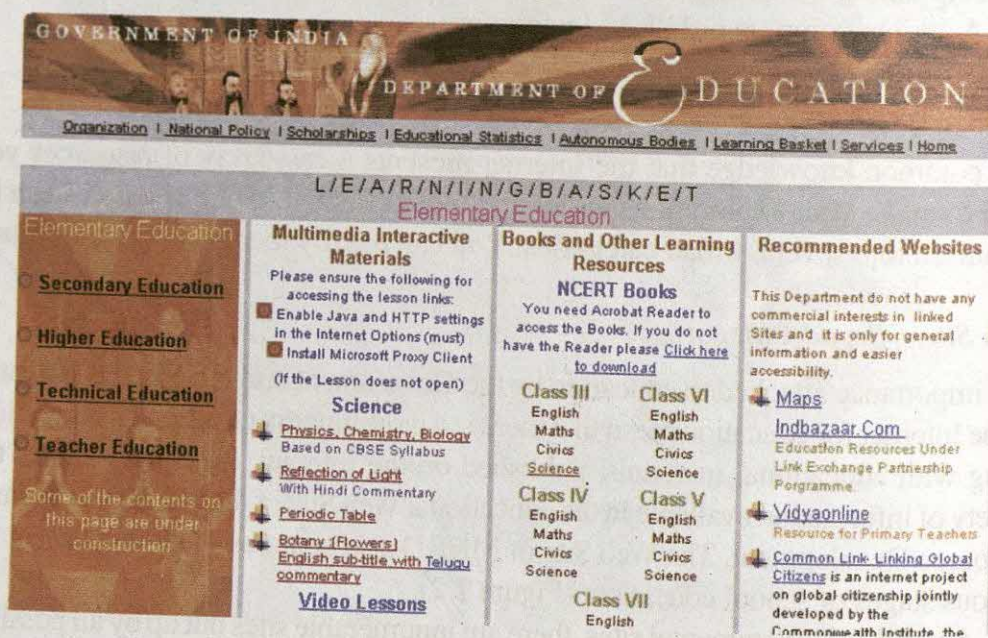 GOVERNMENT OF INDIA
DEPARTMENT OF EDUCATION
Organization | National Policy | Scholarships | Educational Statistics | Autonomous Bodies | Learning Basket | Services | Home
L/E/A/R/N/I/N/G/B/A/S/K/E/T
Elementary Education
Elementary Education
Secondary Education
Higher Education
Technical Education
Teacher Education
Some of the contents on
this page are under
construction
Multimedia Interactive
Materials
Please ensure the following for
accessing the lesson links:
Enable Java and HTTP settings
in the Internet Options (must)
Install Microsoft Proxy Client
(If the Lesson does not open)
Science
Physics, Chemistry, Biology
Based on CBSE Syllabus
Reflection of Light
With Hindi Commentary
Periodic Table
Botany (Flowers)
English sub-title with Telugu
commentary
Video Lessons
Books and Other Learning
Resources
NCERT Books
You need Acrobat Reader to
access the Books. If you do not
have the Reader please Click here
to download
Class III
English
Maths
Civics
Science
Class VI
English
Maths
Civics
Science
Class IV
English
Maths
Civics
Science
Class V
English
Maths
Civics
Science
Class VII
English
Recommended Websites
This Department do not have any
commercial interests in linked
Sites and it is only for general
information and easier
accessibility.
Maps
Indbazaar.Com
Education Resources Under
Link Exchange Partnership
Porgramme.
Vidyaonline
Resource for Primary Teachers
Common Link- Linking Global
Citizens is an internet project
on global citizenship jointly
developed by the
Commonwealth Institute, the